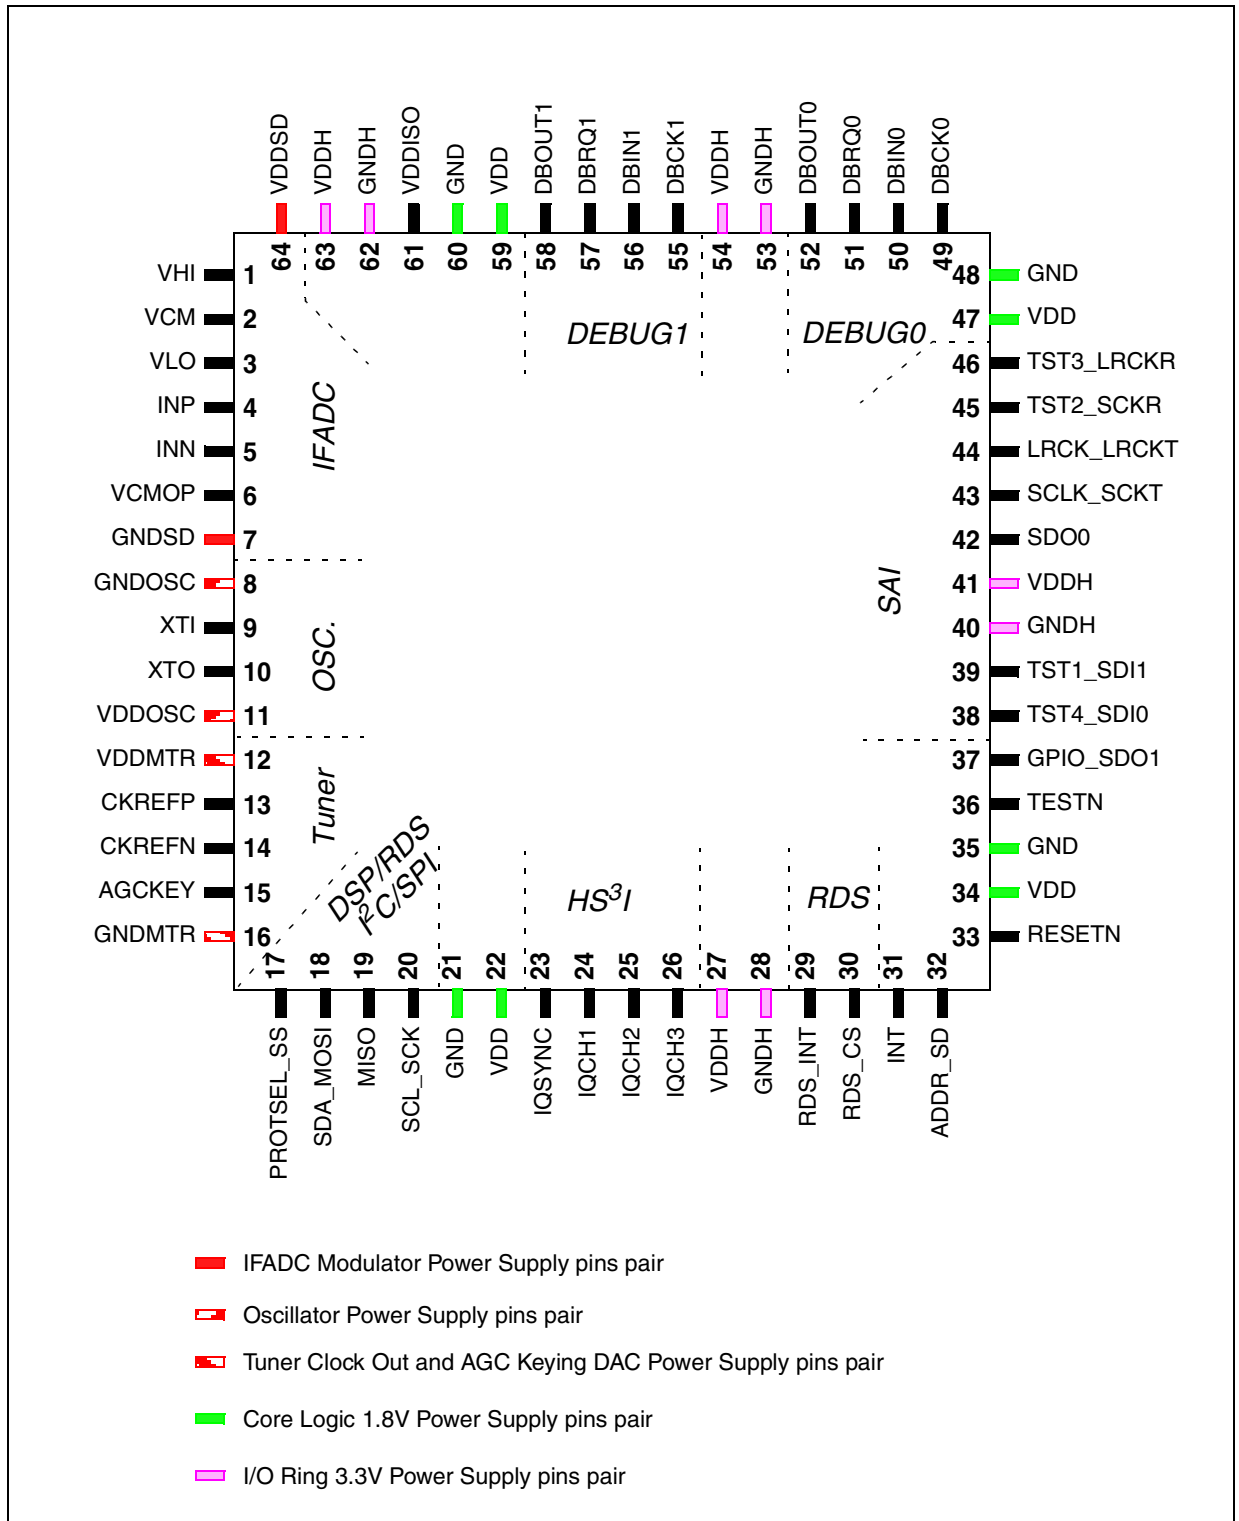 VDDSD
VDDH
GNDH
VDDISO
GND
VDD
DBOUT1
DBRQ1
DBIN1
DBCK1
VDDH
GNDH
DBOUT0
DBRQ0
DBIN0
DBCK0
64
63
62
61
60
59
58
57
56
55
54
53
52
51
50
49
VHI 1
VCM 2
VLO 3
INP 4
INN 5
VCMOP 6
GNDSD 7
GNDOSC 8
XTI 9
XTO 10
VDDOSC 11
VDDMTR 12
CKREFP 13
CKREFN 14
AGCKEY 15
GNDMTR 16
IFADC
OSC.
Tuner
DSP/RDS
I²C/SPI
DEBUG1
DEBUG0
SAI
HS³I
RDS
48 GND
47 VDD
46 TST3_LRCKR
45 TST2_SCKR
44 LRCK_LRCKT
43 SCLK_SCKT
42 SDO0
41 VDDH
40 GNDH
39 TST1_SDI1
38 TST4_SDI0
37 GPIO_SDO1
36 TESTN
35 GND
34 VDD
33 RESETN
17
18
19
20
21
22
23
24
25
26
27
28
29
30
31
32
PROTSEL_SS
SDA_MOSI
MISO
SCL_SCK
GND
VDD
IQSYNC
IQCH1
IQCH2
IQCH3
VDDH
GNDH
RDS_INT
RDS_CS
INT
ADDR_SD
IFADC Modulator Power Supply pins pair
Oscillator Power Supply pins pair
Tuner Clock Out and AGC Keying DAC Power Supply pins pair
Core Logic 1.8V Power Supply pins pair
I/O Ring 3.3V Power Supply pins pair